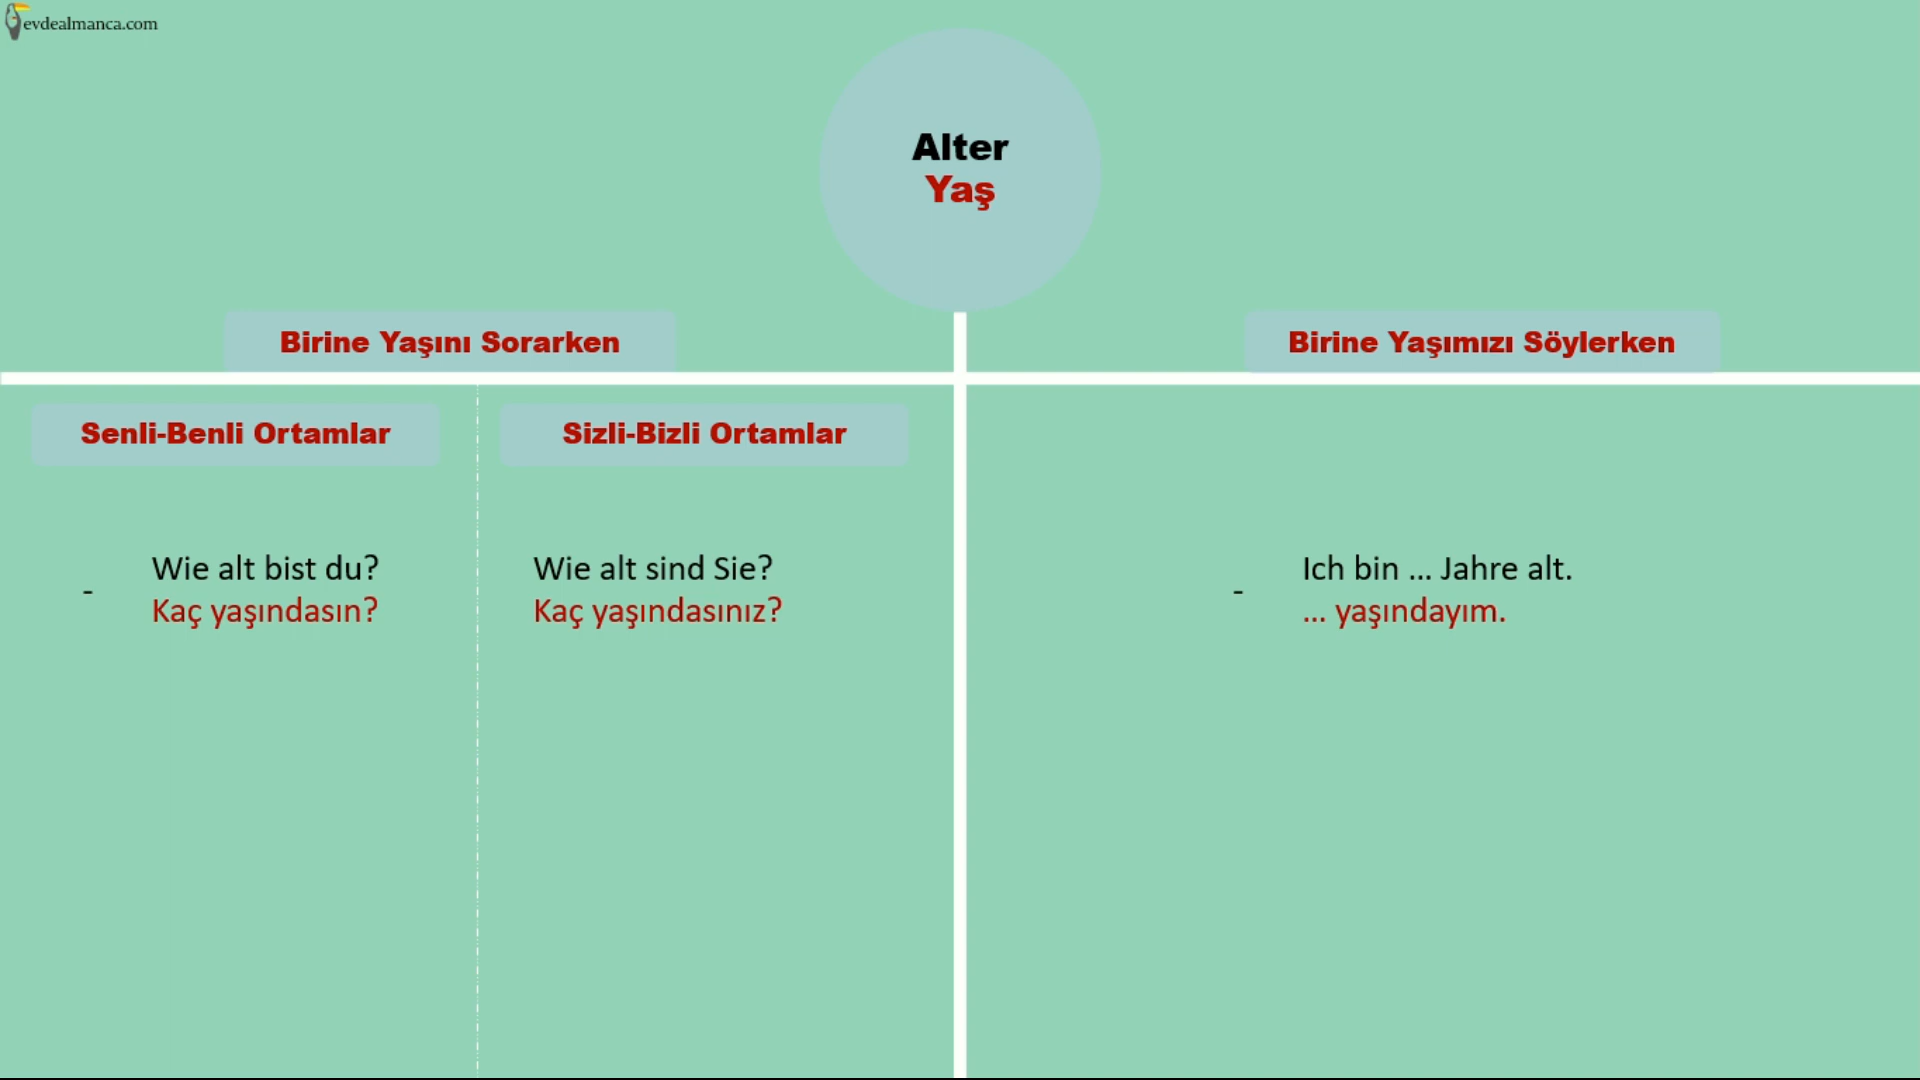 evdealmanca.com
Alter
Yaş
Birine Yaşını Sorarken
Birine Yaşımızı Söylerken
Senli-Benli Ortamlar
Sizli-Bizli Ortamlar
- Wie alt bist du?
Kaç yaşındasın?
Wie alt sind Sie?
Kaç yaşındasınız?
- Ich bin ... Jahre alt.
... yaşındayım.